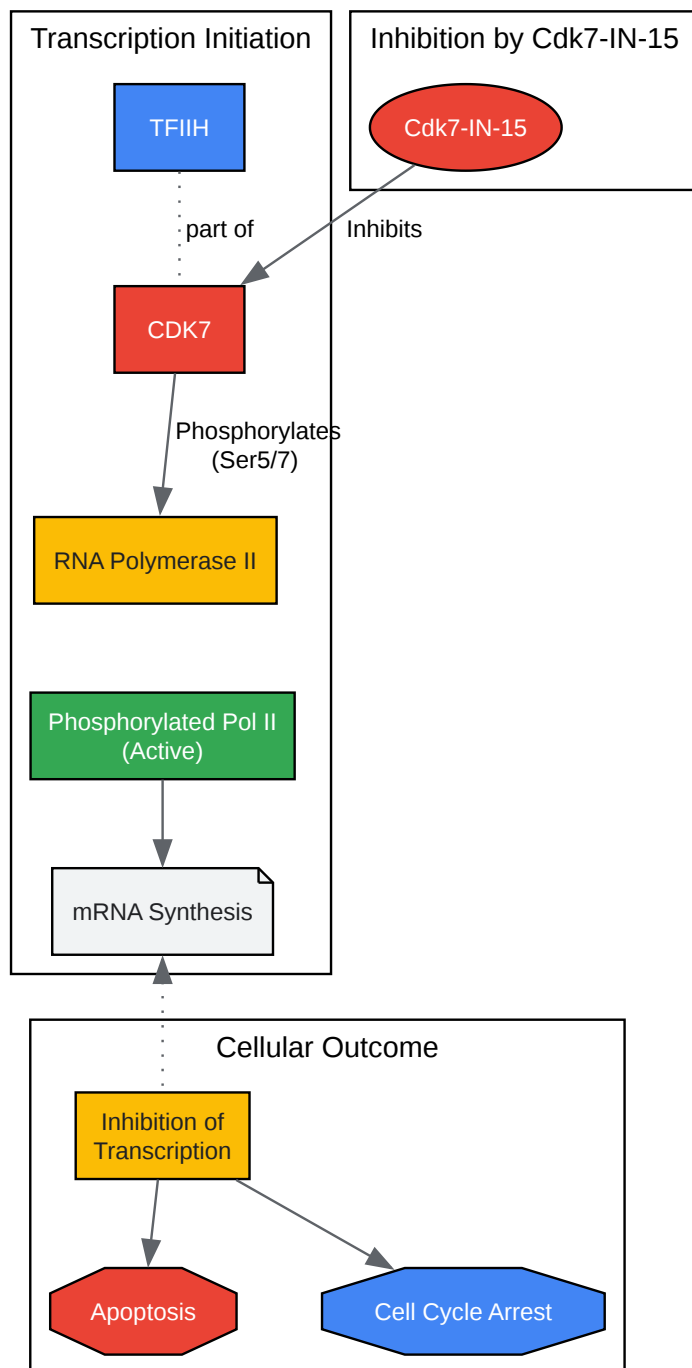 Transcription Initiation
Inhibition by Cdk7-IN-15
TFIIH
Cdk7-IN-15
part of
Inhibits
CDK7
Phosphorylates
(Ser5/7)
RNA Polymerase II
Phosphorylated Pol II
(Active)
mRNA Synthesis
Cellular Outcome
Inhibition of
Transcription
Apoptosis
Cell Cycle Arrest